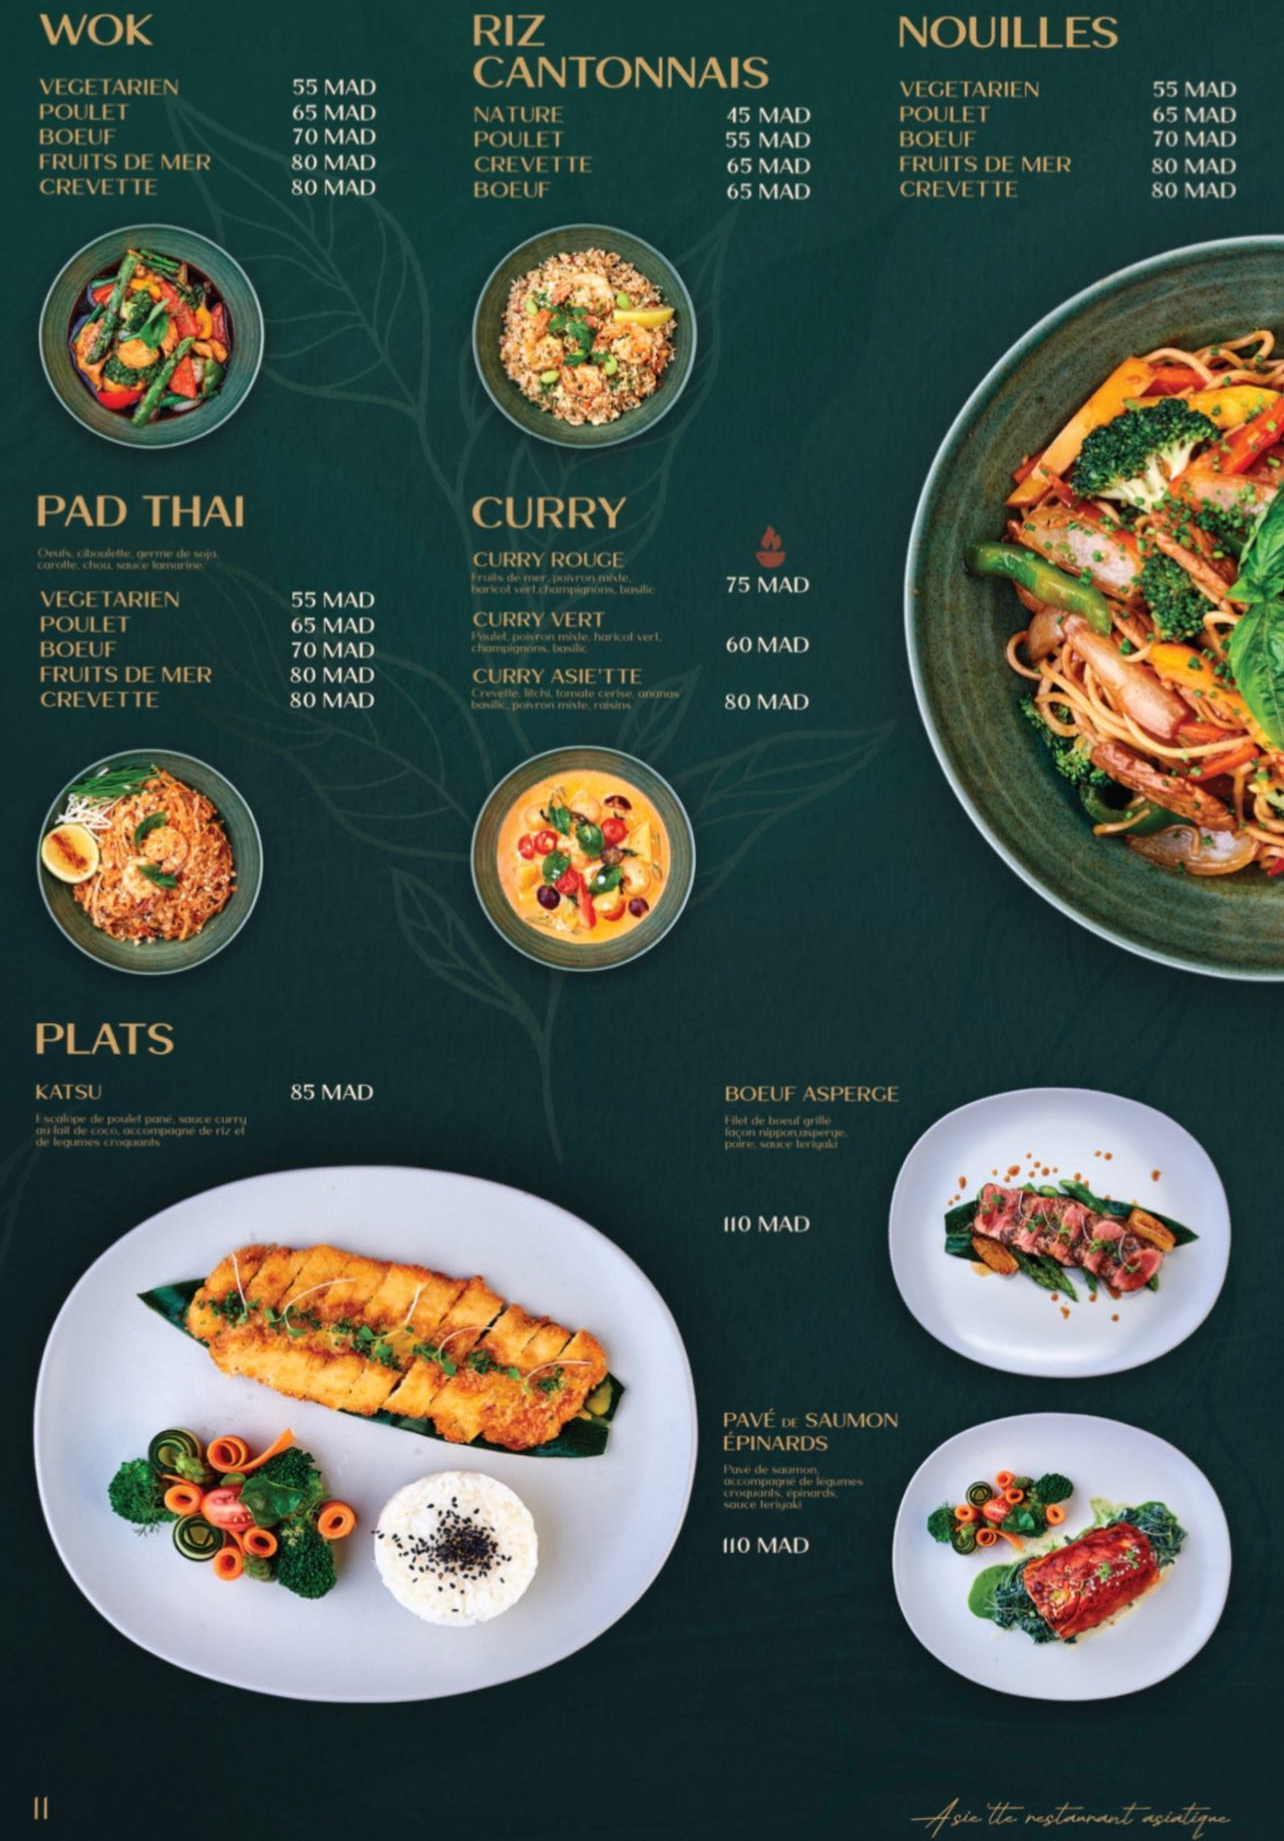 WOK
VEGETARIEN 55 MAD
POULET 65 MAD
BOEUF 70 MAD
FRUITS DE MER 80 MAD
CREVETTE 80 MAD
RIZ
CANTONNAIS
NATURE 45 MAD
POULET 55 MAD
CREVETTE 65 MAD
BOEUF 65 MAD
NOUILLES
VEGETARIEN 55 MAD
POULET 65 MAD
BOEUF 70 MAD
FRUITS DE MER 80 MAD
CREVETTE 80 MAD
PAD THAI
Oeufs, ciboulette, germe de soja,
carotte, chou, sauce tamarine
VEGETARIEN 55 MAD
POULET 65 MAD
BOEUF 70 MAD
FRUITS DE MER 80 MAD
CREVETTE 80 MAD
CURRY
CURRY ROUGE
Fruits de mer, poivron mixte,
haricot vert,champignons, basilic
75 MAD
CURRY VERT
Poulet, poivron mixte, haricot vert,
champignons, basilic
60 MAD
CURRY ASIE'TTE
Crevette, litchi, tomate cerise, ananas
basilic, poivron mixte, raisins
80 MAD
PLATS
KATSU 85 MAD
Escalope de poulet pané, sauce curry
au lait de coco, accompagné de riz et
de legumes croquants
BOEUF ASPERGE
Filet de boeuf grillé
façon nippon,asperge,
poire, sauce teriyaki
110 MAD
PAVÉ DE SAUMON
ÉPINARDS
Pavé de saumon,
accompagné de légumes
croquants, épinards,
sauce teriyaki
110 MAD
11
Asie'tte restaurant asiatique